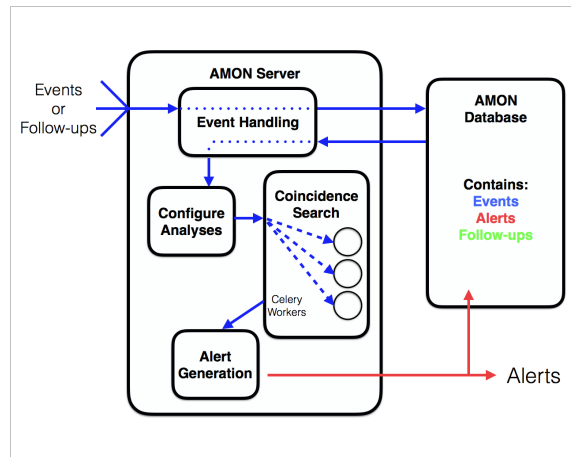 AMON Server
Events
or
Follow-ups
Event Handling
AMON
Database
Contains:
Events
Alerts
Follow-ups
Configure
Analyses
Coincidence
Search
Celery
Workers
Alert
Generation
Alerts